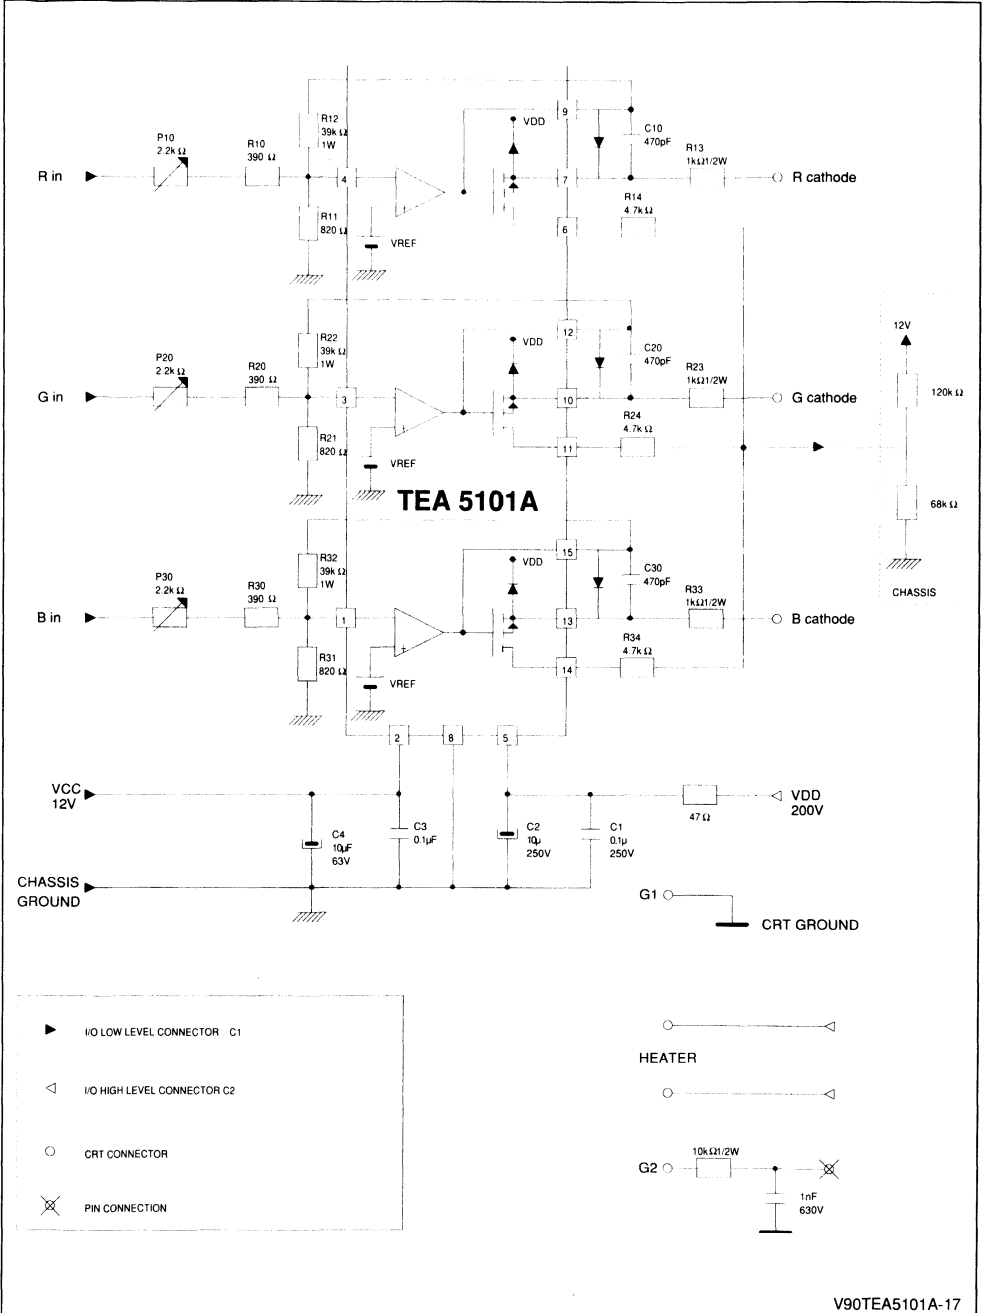 R12
39k Ω
1W
P10
2.2k Ω
R10
390 Ω
R in
4
R11
820 Ω
VREF
9
VDD
C10
470pF
R13
1kΩ1/2W
7
R cathode
R14
4.7k Ω
6
R22
39k Ω
1W
P20
2.2k Ω
R20
390 Ω
G in
3
R21
820 Ω
VREF
12
VDD
C20
470pF
R23
1kΩ1/2W
10
G cathode
R24
4.7k Ω
11
12V
120k Ω
68k Ω
CHASSIS
TEA 5101A
R32
39k Ω
1W
P30
2.2k Ω
R30
390 Ω
B in
1
R31
820 Ω
VREF
15
VDD
C30
470pF
R33
1kΩ1/2W
13
B cathode
R34
4.7k Ω
14
2
8
5
VCC
12V
C4
10μF
63V
C3
0.1μF
C2
10μ
250V
C1
0.1μ
250V
47 Ω
VDD
200V
CHASSIS
GROUND
G1
CRT GROUND
I/O LOW LEVEL CONNECTOR C1
I/O HIGH LEVEL CONNECTOR C2
CRT CONNECTOR
PIN CONNECTION
HEATER
G2
10kΩ1/2W
1nF
630V
V90TEA5101A-17